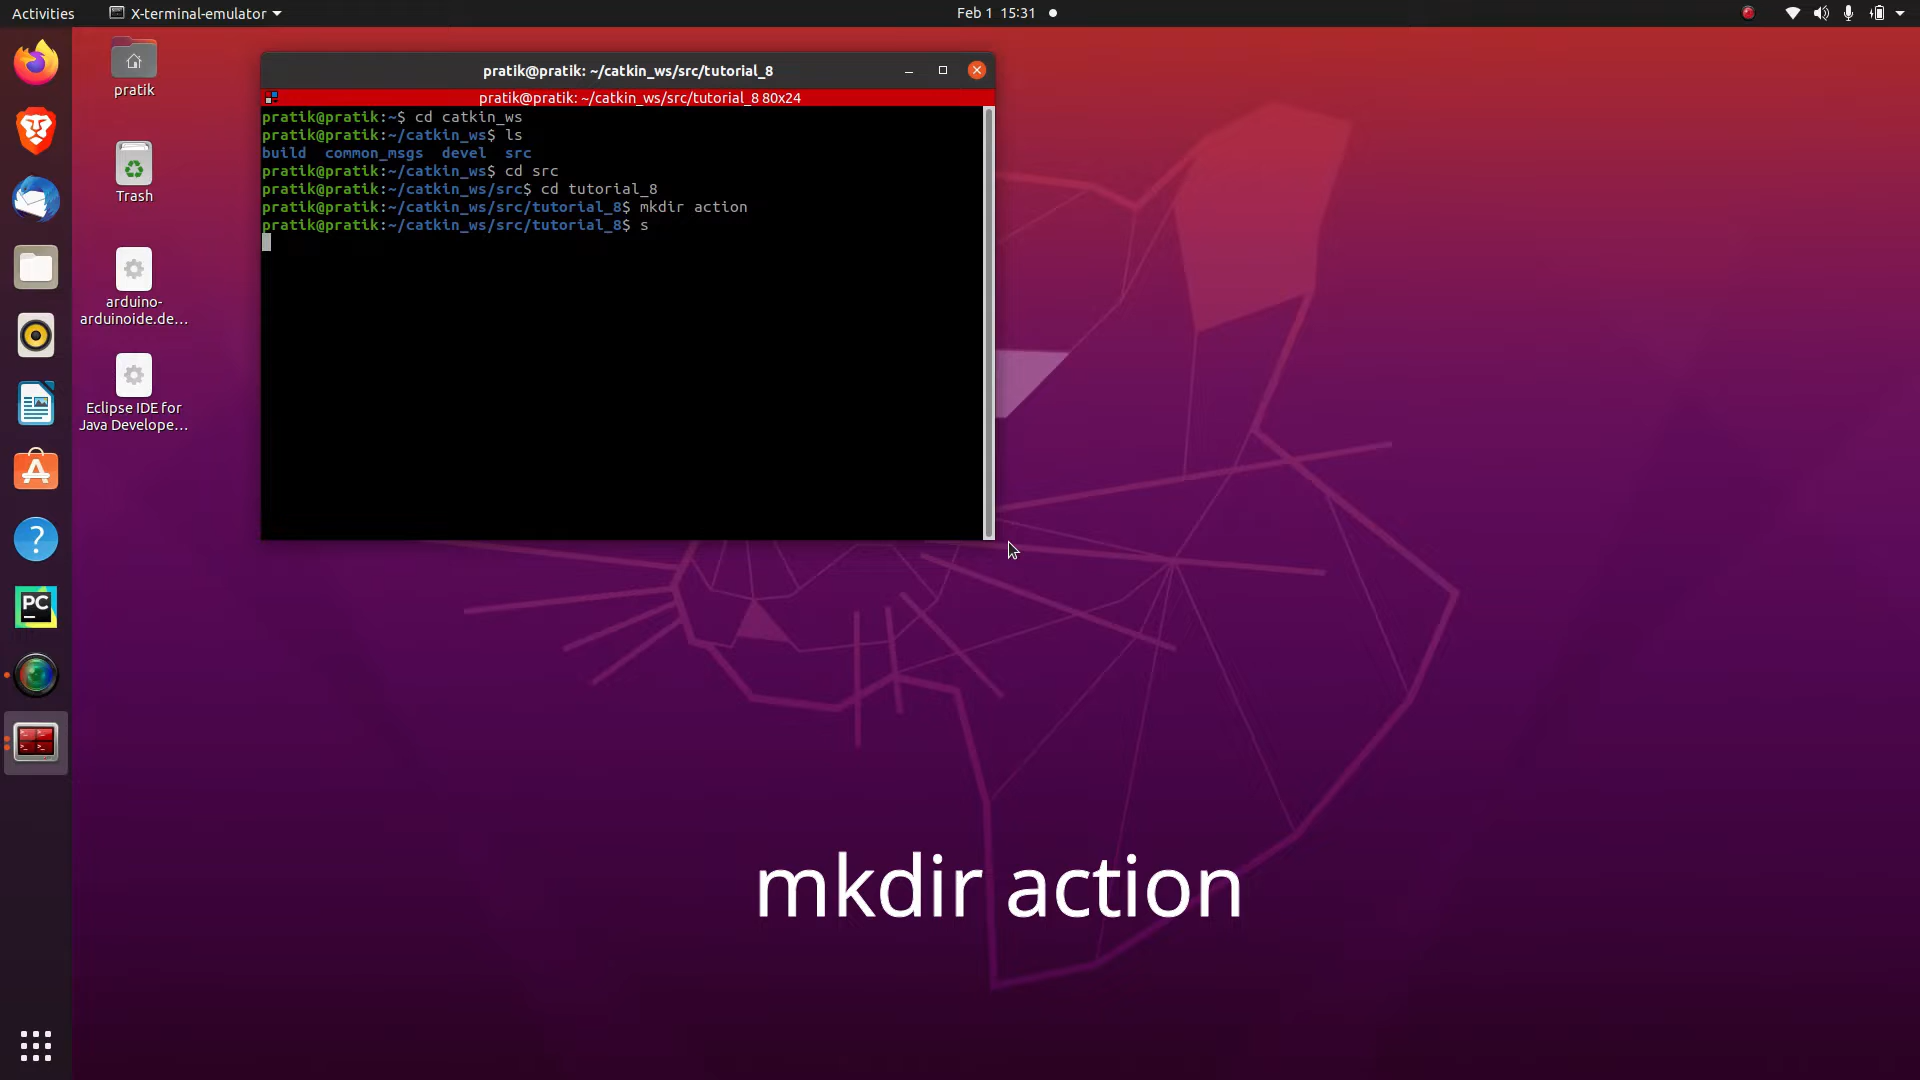 Activities
X-terminal-emulator
Feb 1 15:31
pratik
Trash
arduino-
arduinoide.de...
Eclipse IDE for
Java Develope...
pratik@pratik: ~/catkin_ws/src/tutorial_8
pratik@pratik: ~/catkin_ws/src/tutorial_8 80x24
pratik@pratik:~$ cd catkin_ws
pratik@pratik:~/catkin_ws$ ls
build common_msgs devel src
pratik@pratik:~/catkin_ws$ cd src
pratik@pratik:~/catkin_ws/src$ cd tutorial_8
pratik@pratik:~/catkin_ws/src/tutorial_8$ mkdir action
pratik@pratik:~/catkin_ws/src/tutorial_8$ s
PC
mkdir action